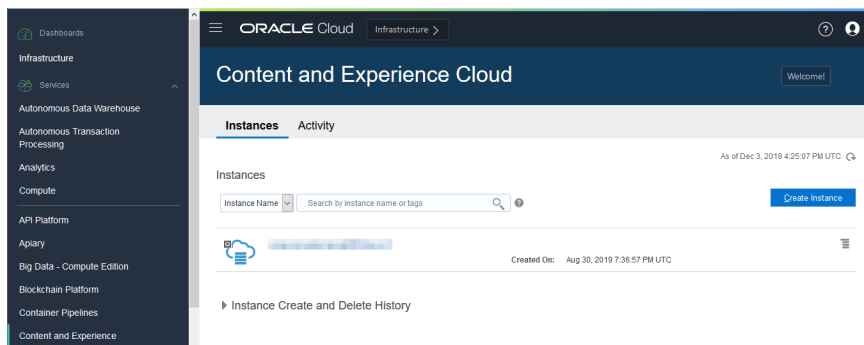 Dashboards
Infrastructure
Services
Autonomous Data Warehouse
Autonomous Transaction
Processing
Analytics
Compute
API Platform
Apiary
Big Data - Compute Edition
Blockchain Platform
Container Pipelines
Content and Experience
ORACLE Cloud
Infrastructure >
?
Content and Experience Cloud
Welcome!
Instances Activity
As of Dec 3, 2019 4:25:07 PM UTC
Instances
Instance Name
Search by instance name or tags
?
Create Instance
Created On: Aug 30, 2019 7:36:57 PM UTC
Instance Create and Delete History